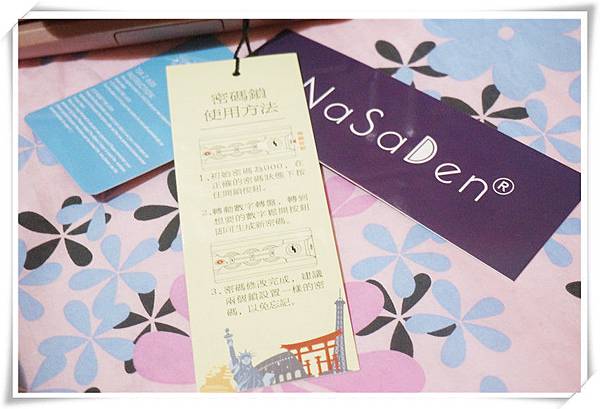 密碼鎖
使用方法
1、初始密碼為000，在
正確的密碼狀態下按
住開鎖按鈕。
2、轉動數字轉盤，轉到
想要的數字鬆開按鈕
即可生成新密碼。
3、密碼修改完成，建議
兩個鎖設置一樣的密
碼，以免忘記。
NaSaDen®